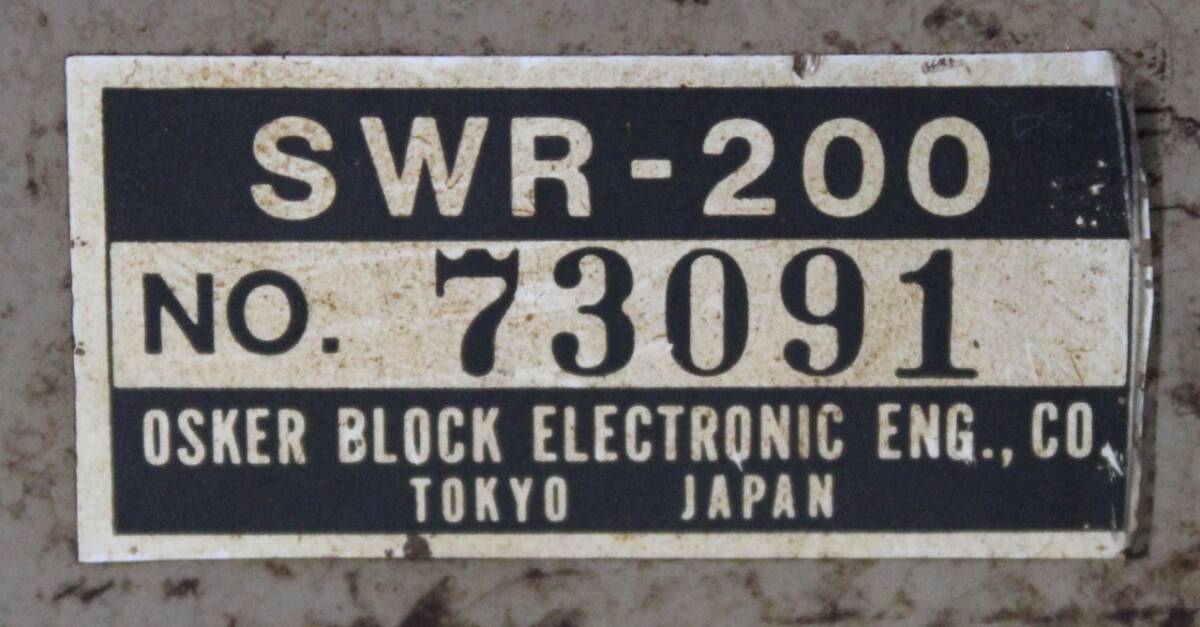 SWR-200
NO. 73091
OSKER BLOCK ELECTRONIC ENG., CO.
TOKYO JAPAN